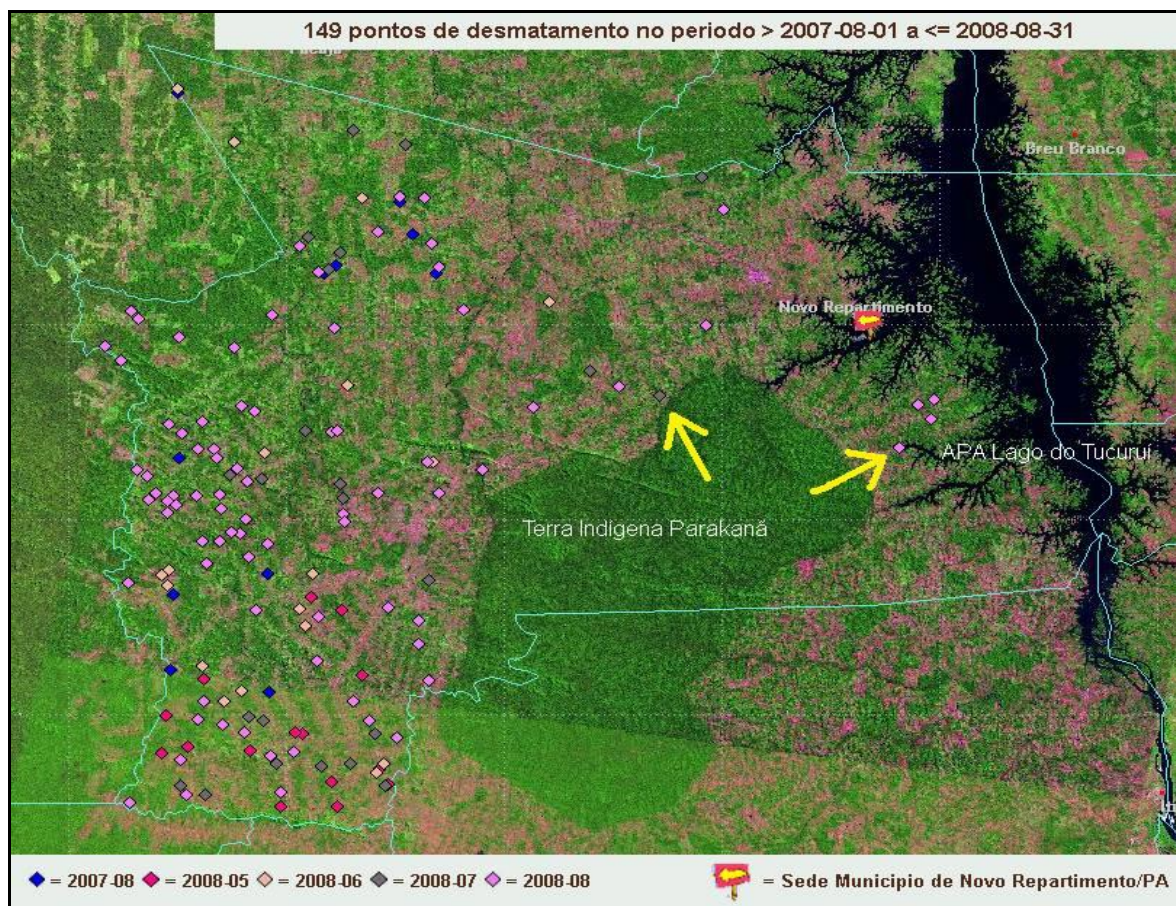 149 pontos de desmatamento no periodo > 2007-08-01 a <= 2008-08-31
Breu Branco
Novo Repartimento
APA Lago do Tucuruí
Terra Indígena Parakanã
= 2007-08 = 2008-05 = 2008-06 = 2008-07 = 2008-08 = Sede Municipio de Novo Repartimento/PA